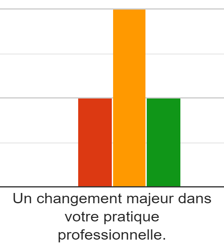 Un changement majeur dans
votre pratique
professionnelle.